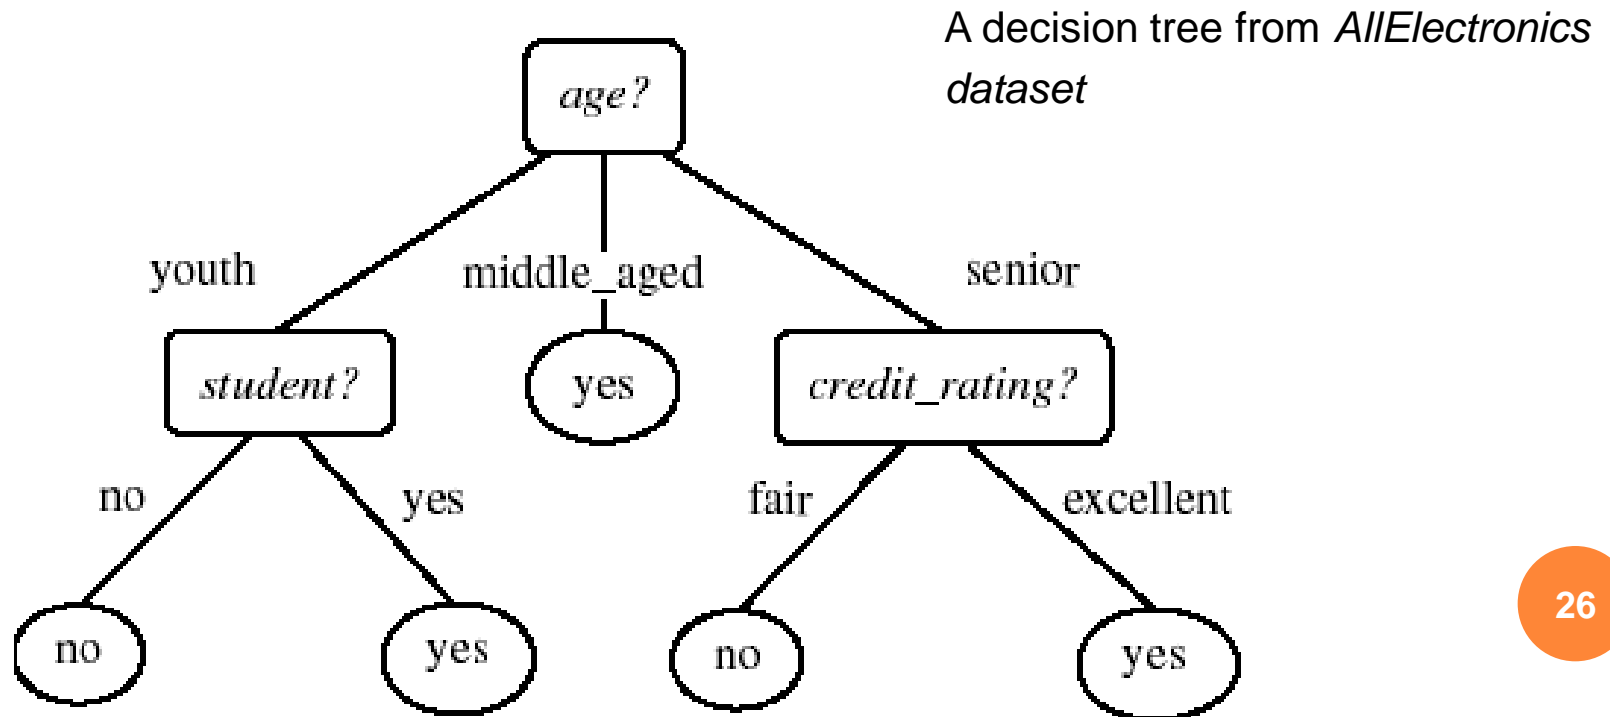 A decision tree from AllElectronics
dataset
age?
youth
middle_aged
senior
student?
yes
credit_rating?
no
yes
fair
excellent
no
yes
no
yes
26